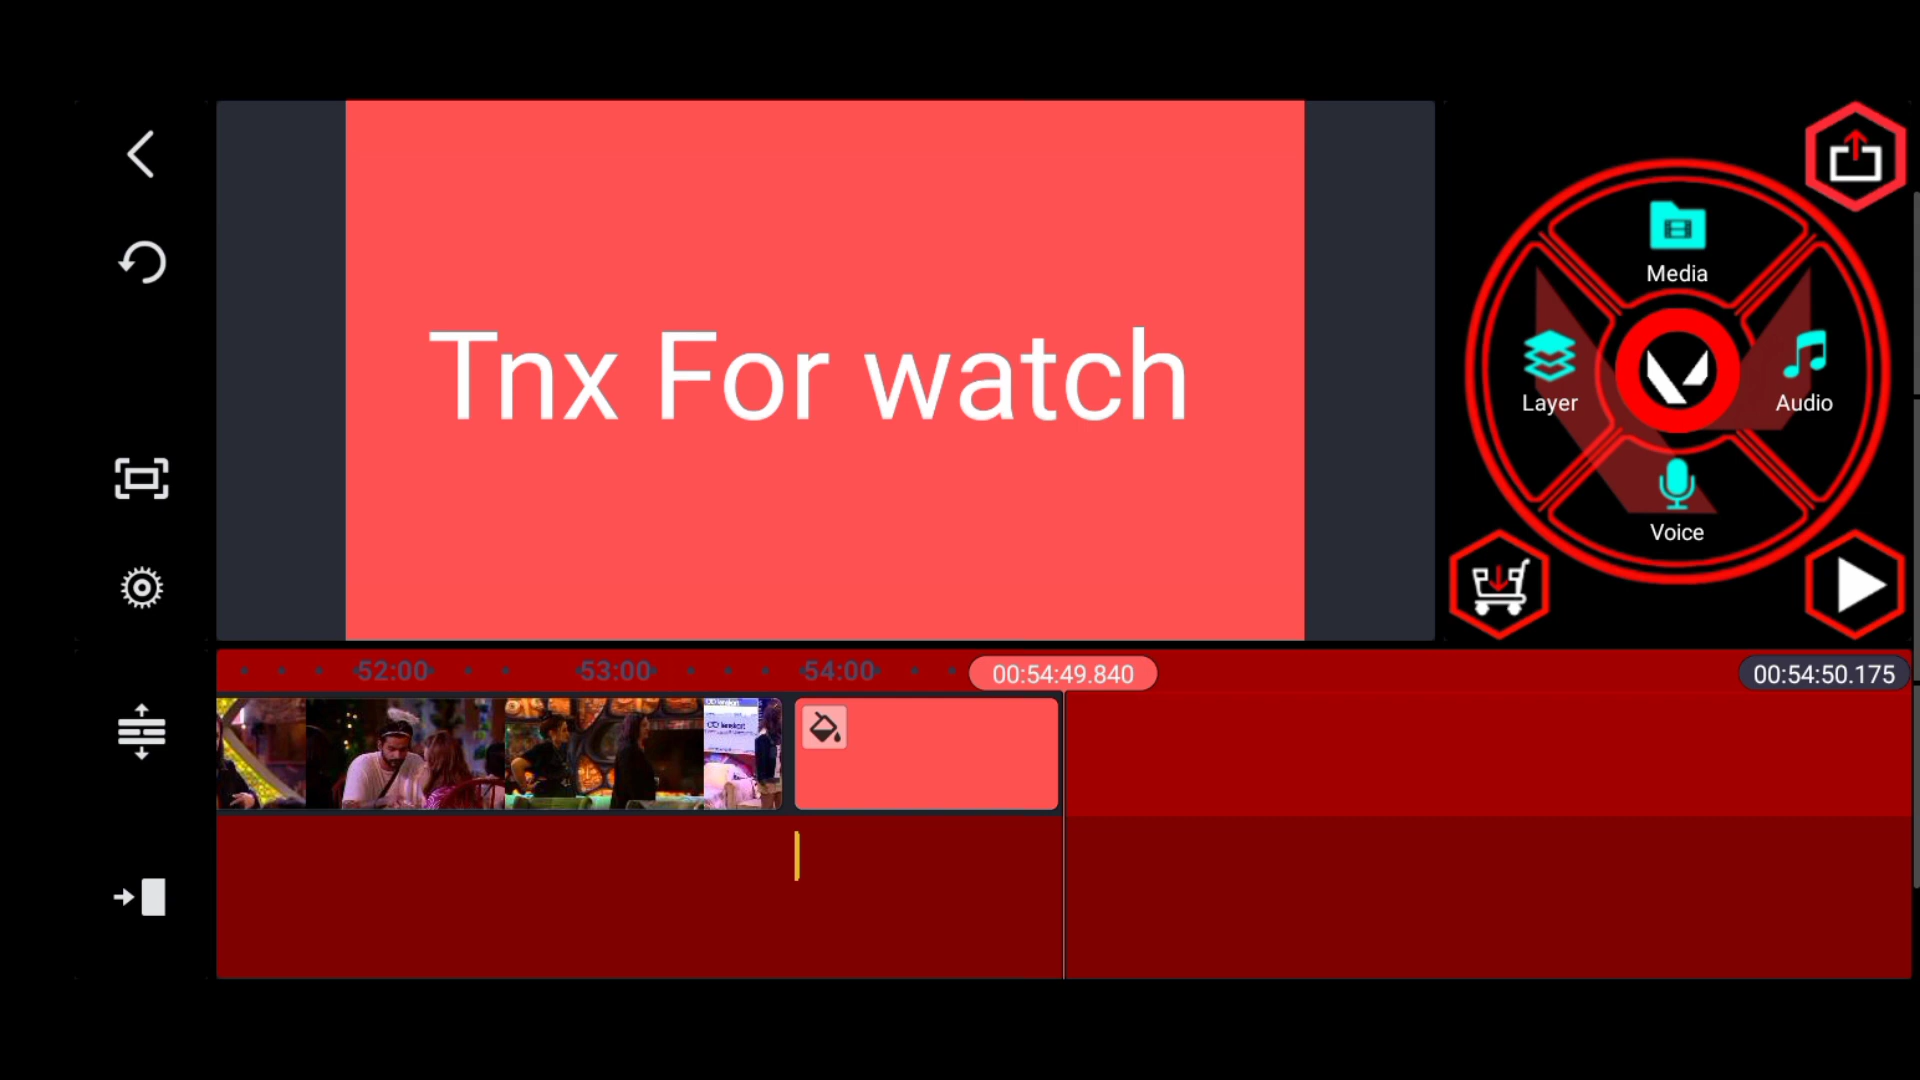 Tnx For watch
Media
Layer
Audio
Voice
52:00
53:00
54:00
00:54:49.840
00:54:50.175
lenskart